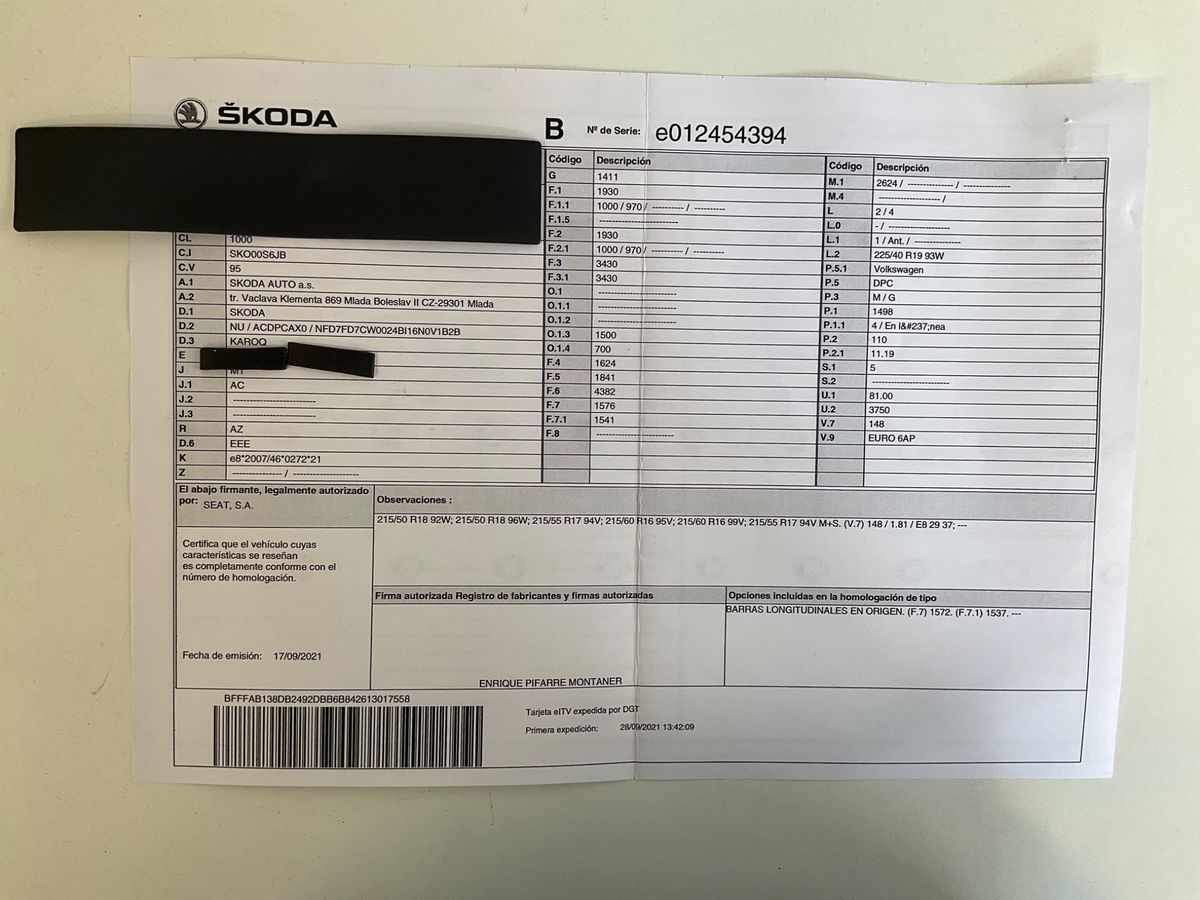 ŠKODA
B Nº de Serie: e012454394
CL 1000
C.I SKO00S6JB
C.V 95
A.1 SKODA AUTO a.s.
A.2 tr. Vaclava Klementa 869 Mlada Boleslav II CZ-29301 Mlada
D.1 SKODA
D.2 NU / ACDPCAX0 / NFD7FD7CW0024BI16N0V1B2B
D.3 KAROQ
E
J M1
J.1 AC
J.2 ----------------------
J.3 ----------------------
R AZ
D.6 EEE
K e8*2007/46*0272*21
Z ------------- / -----------------
Código Descripción
G 1411
F.1 1930
F.1.1 1000 / 970 / --------- / ---------
F.1.5 ----------------------
F.2 1930
F.2.1 1000 / 970 / --------- / ---------
F.3 3430
F.3.1 3430
O.1 ----------------------
O.1.1 ----------------------
O.1.2 ----------------------
O.1.3 1500
O.1.4 700
F.4 1624
F.5 1841
F.6 4382
F.7 1576
F.7.1 1541
F.8 ----------------------
Código Descripción
M.1 2624 / ------------- / -------------
M.4 ------------------ /
L 2 / 4
L.0 - / -----------------
L.1 1 / Ant. / -------------
L.2 225/40 R19 93W
P.5.1 Volkswagen
P.5 DPC
P.3 M / G
P.1 1498
P.1.1 4 / En l&#237;nea
P.2 110
P.2.1 11.19
S.1 5
S.2 ----------------------
U.1 81.00
U.2 3750
V.7 148
V.9 EURO 6AP
El abajo firmante, legalmente autorizado
por: SEAT, S.A.
Certifica que el vehículo cuyas
características se reseñan
es completamente conforme con el
número de homologación.
Fecha de emisión: 17/09/2021
Observaciones :
215/50 R18 92W; 215/50 R18 96W; 215/55 R17 94V; 215/60 R16 95V; 215/60 R16 99V; 215/55 R17 94V M+S. (V.7) 148 / 1.81 / E8 29 37; ---
Firma autorizada Registro de fabricantes y firmas autorizadas
ENRIQUE PIFARRE MONTANER
Opciones incluidas en la homologación de tipo
BARRAS LONGITUDINALES EN ORIGEN. (F.7) 1572. (F.7.1) 1537. ---
BFFFAB138DB2492DBB6B842613017558
Tarjeta eITV expedida por DGT
Primera expedición: 28/09/2021 13:42:09